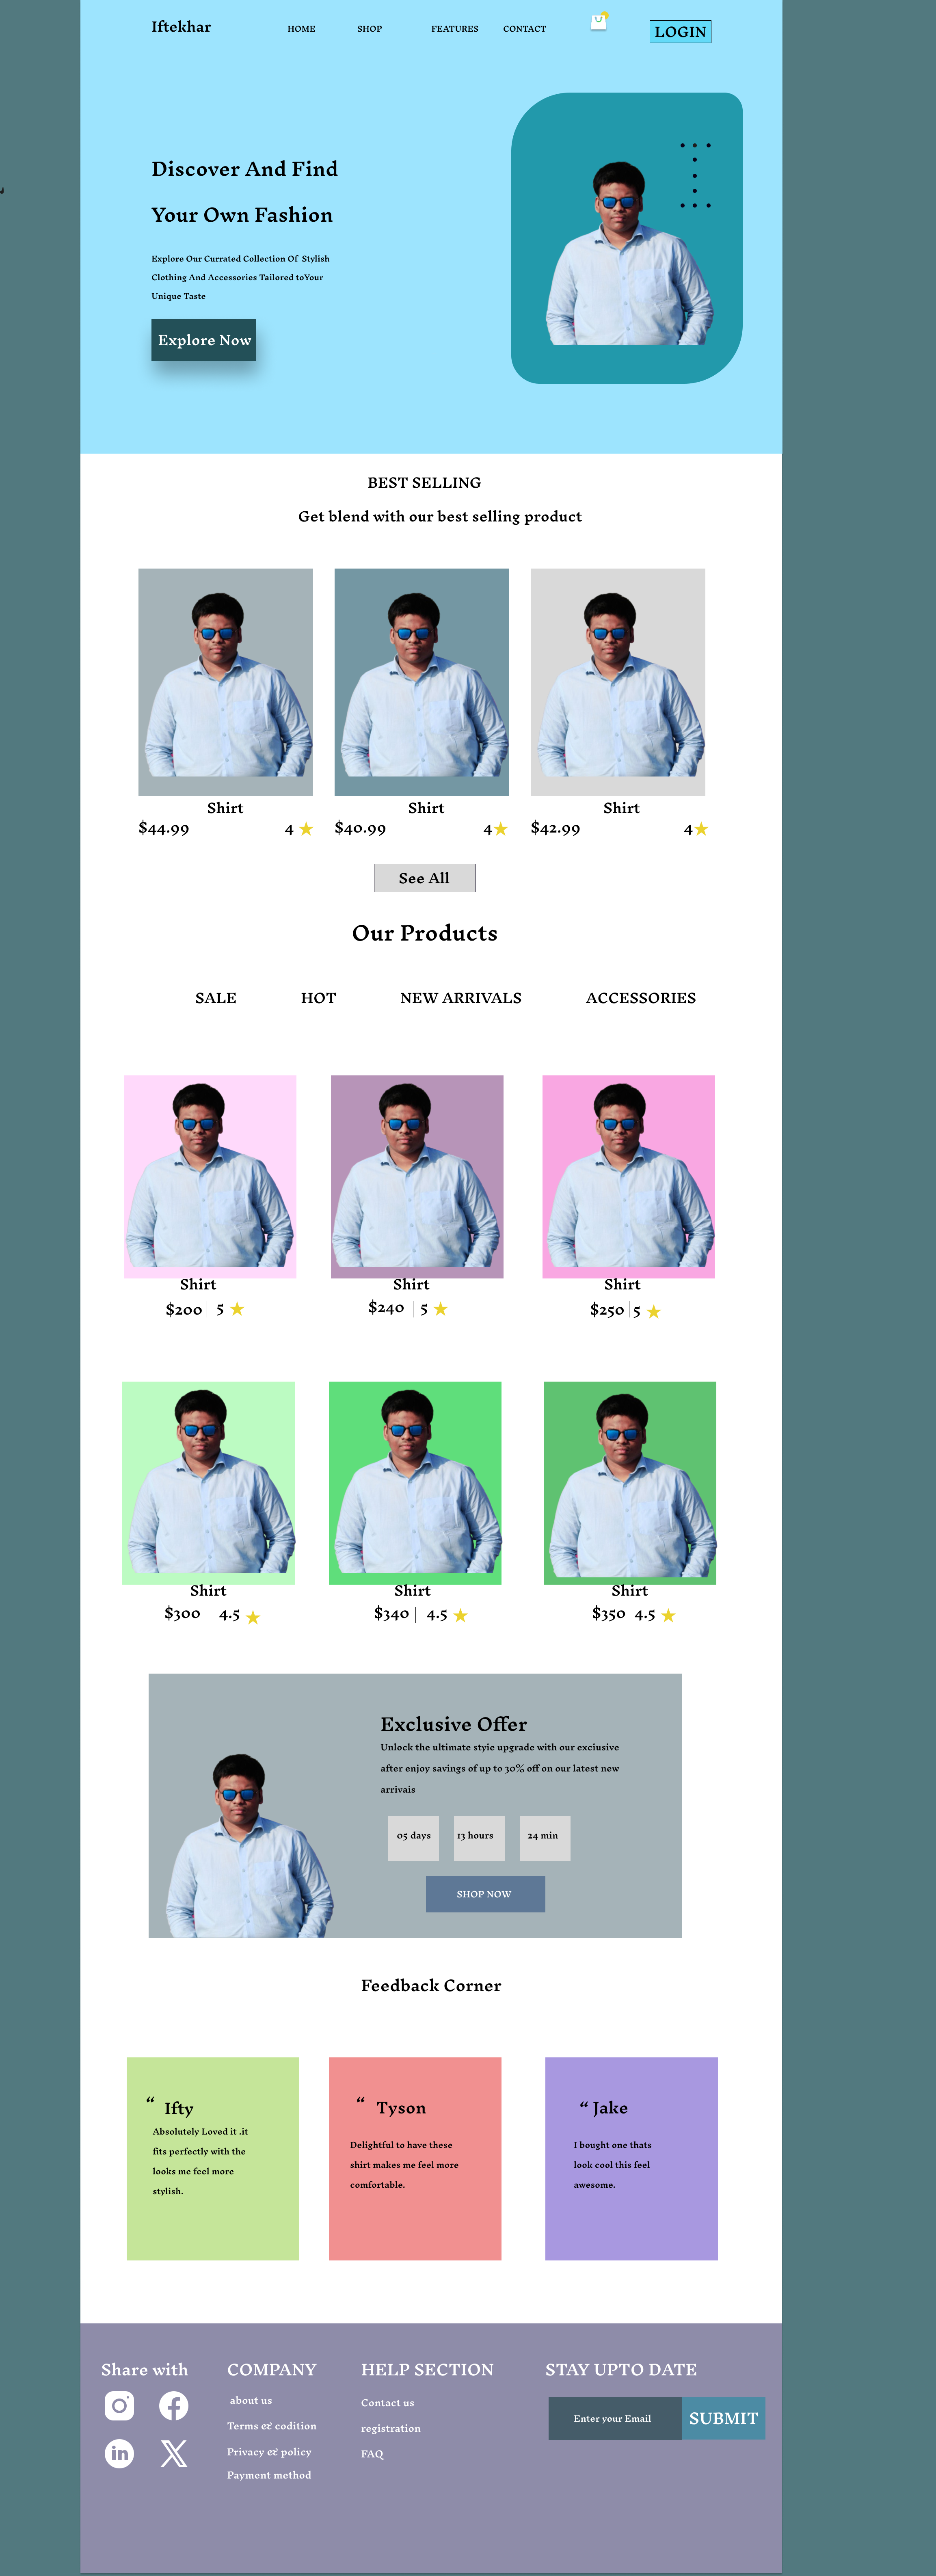 Iftekhar
HOME SHOP FEATURES CONTACT
LOGIN
Discover And Find
Your Own Fashion
Explore Our Currated Collection Of Stylish
Clothing And Accessories Tailored toYour
Unique Taste
Explore Now
BEST SELLING
Get blend with our best selling product
Shirt
$44.99 4
Shirt
$40.99 4
Shirt
$42.99 4
See All
Our Products
SALE HOT NEW ARRIVALS ACCESSORIES
Shirt
$200 | 5
Shirt
$240 | 5
Shirt
$250 | 5
Shirt
$300 | 4.5
Shirt
$340 | 4.5
Shirt
$350 | 4.5
Exclusive Offer
Unlock the ultimate styie upgrade with our exciusive
after enjoy savings of up to 30% off on our latest new
arrivais
05 days 13 hours 24 min
SHOP NOW
Feedback Corner
“ Ifty
Absolutely Loved it .it
fits perfectly with the
looks me feel more
stylish.
“ Tyson
Delightful to have these
shirt makes me feel more
comfortable.
“ Jake
I bought one thats
look cool this feel
awesome.
Share with
in
COMPANY
about us
Terms & codition
Privacy & policy
Payment method
HELP SECTION
Contact us
registration
FAQ
STAY UPTO DATE
Enter your Email SUBMIT